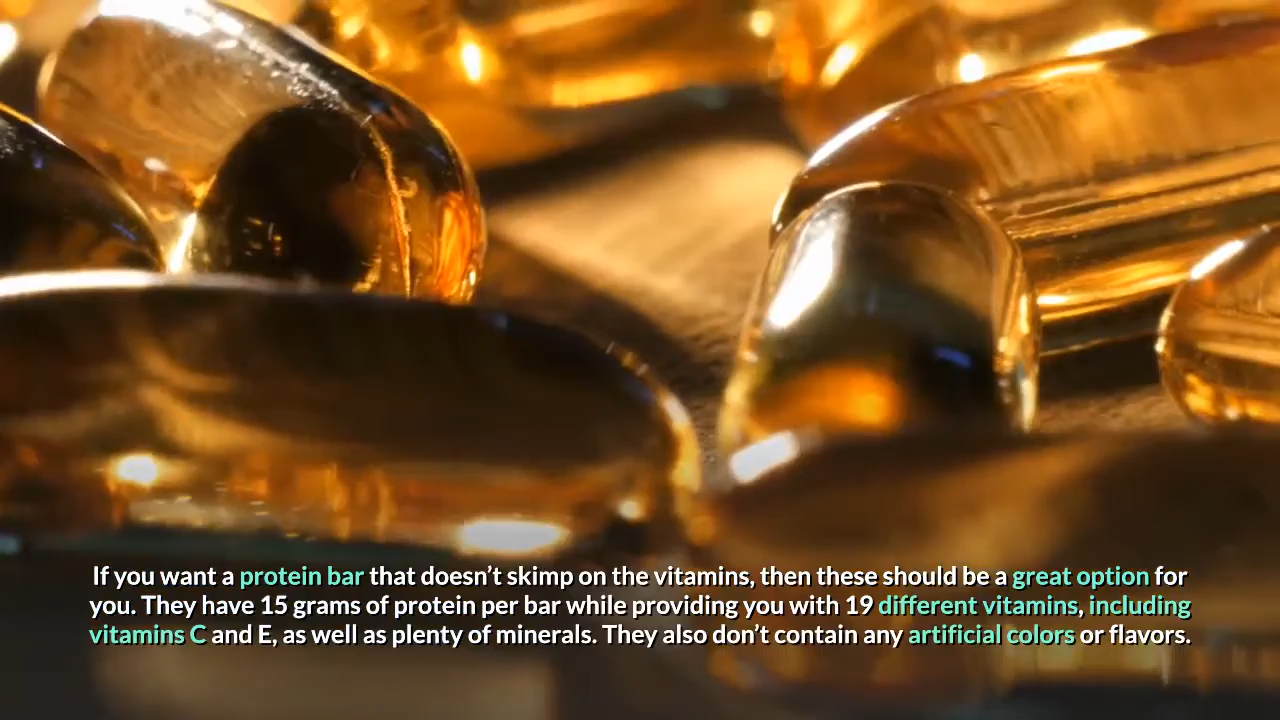 If you want a protein bar that doesn’t skimp on the vitamins, then these should be a great option for
you. They have 15 grams of protein per bar while providing you with 19 different vitamins, including
vitamins C and E, as well as plenty of minerals. They also don’t contain any artificial colors or flavors.